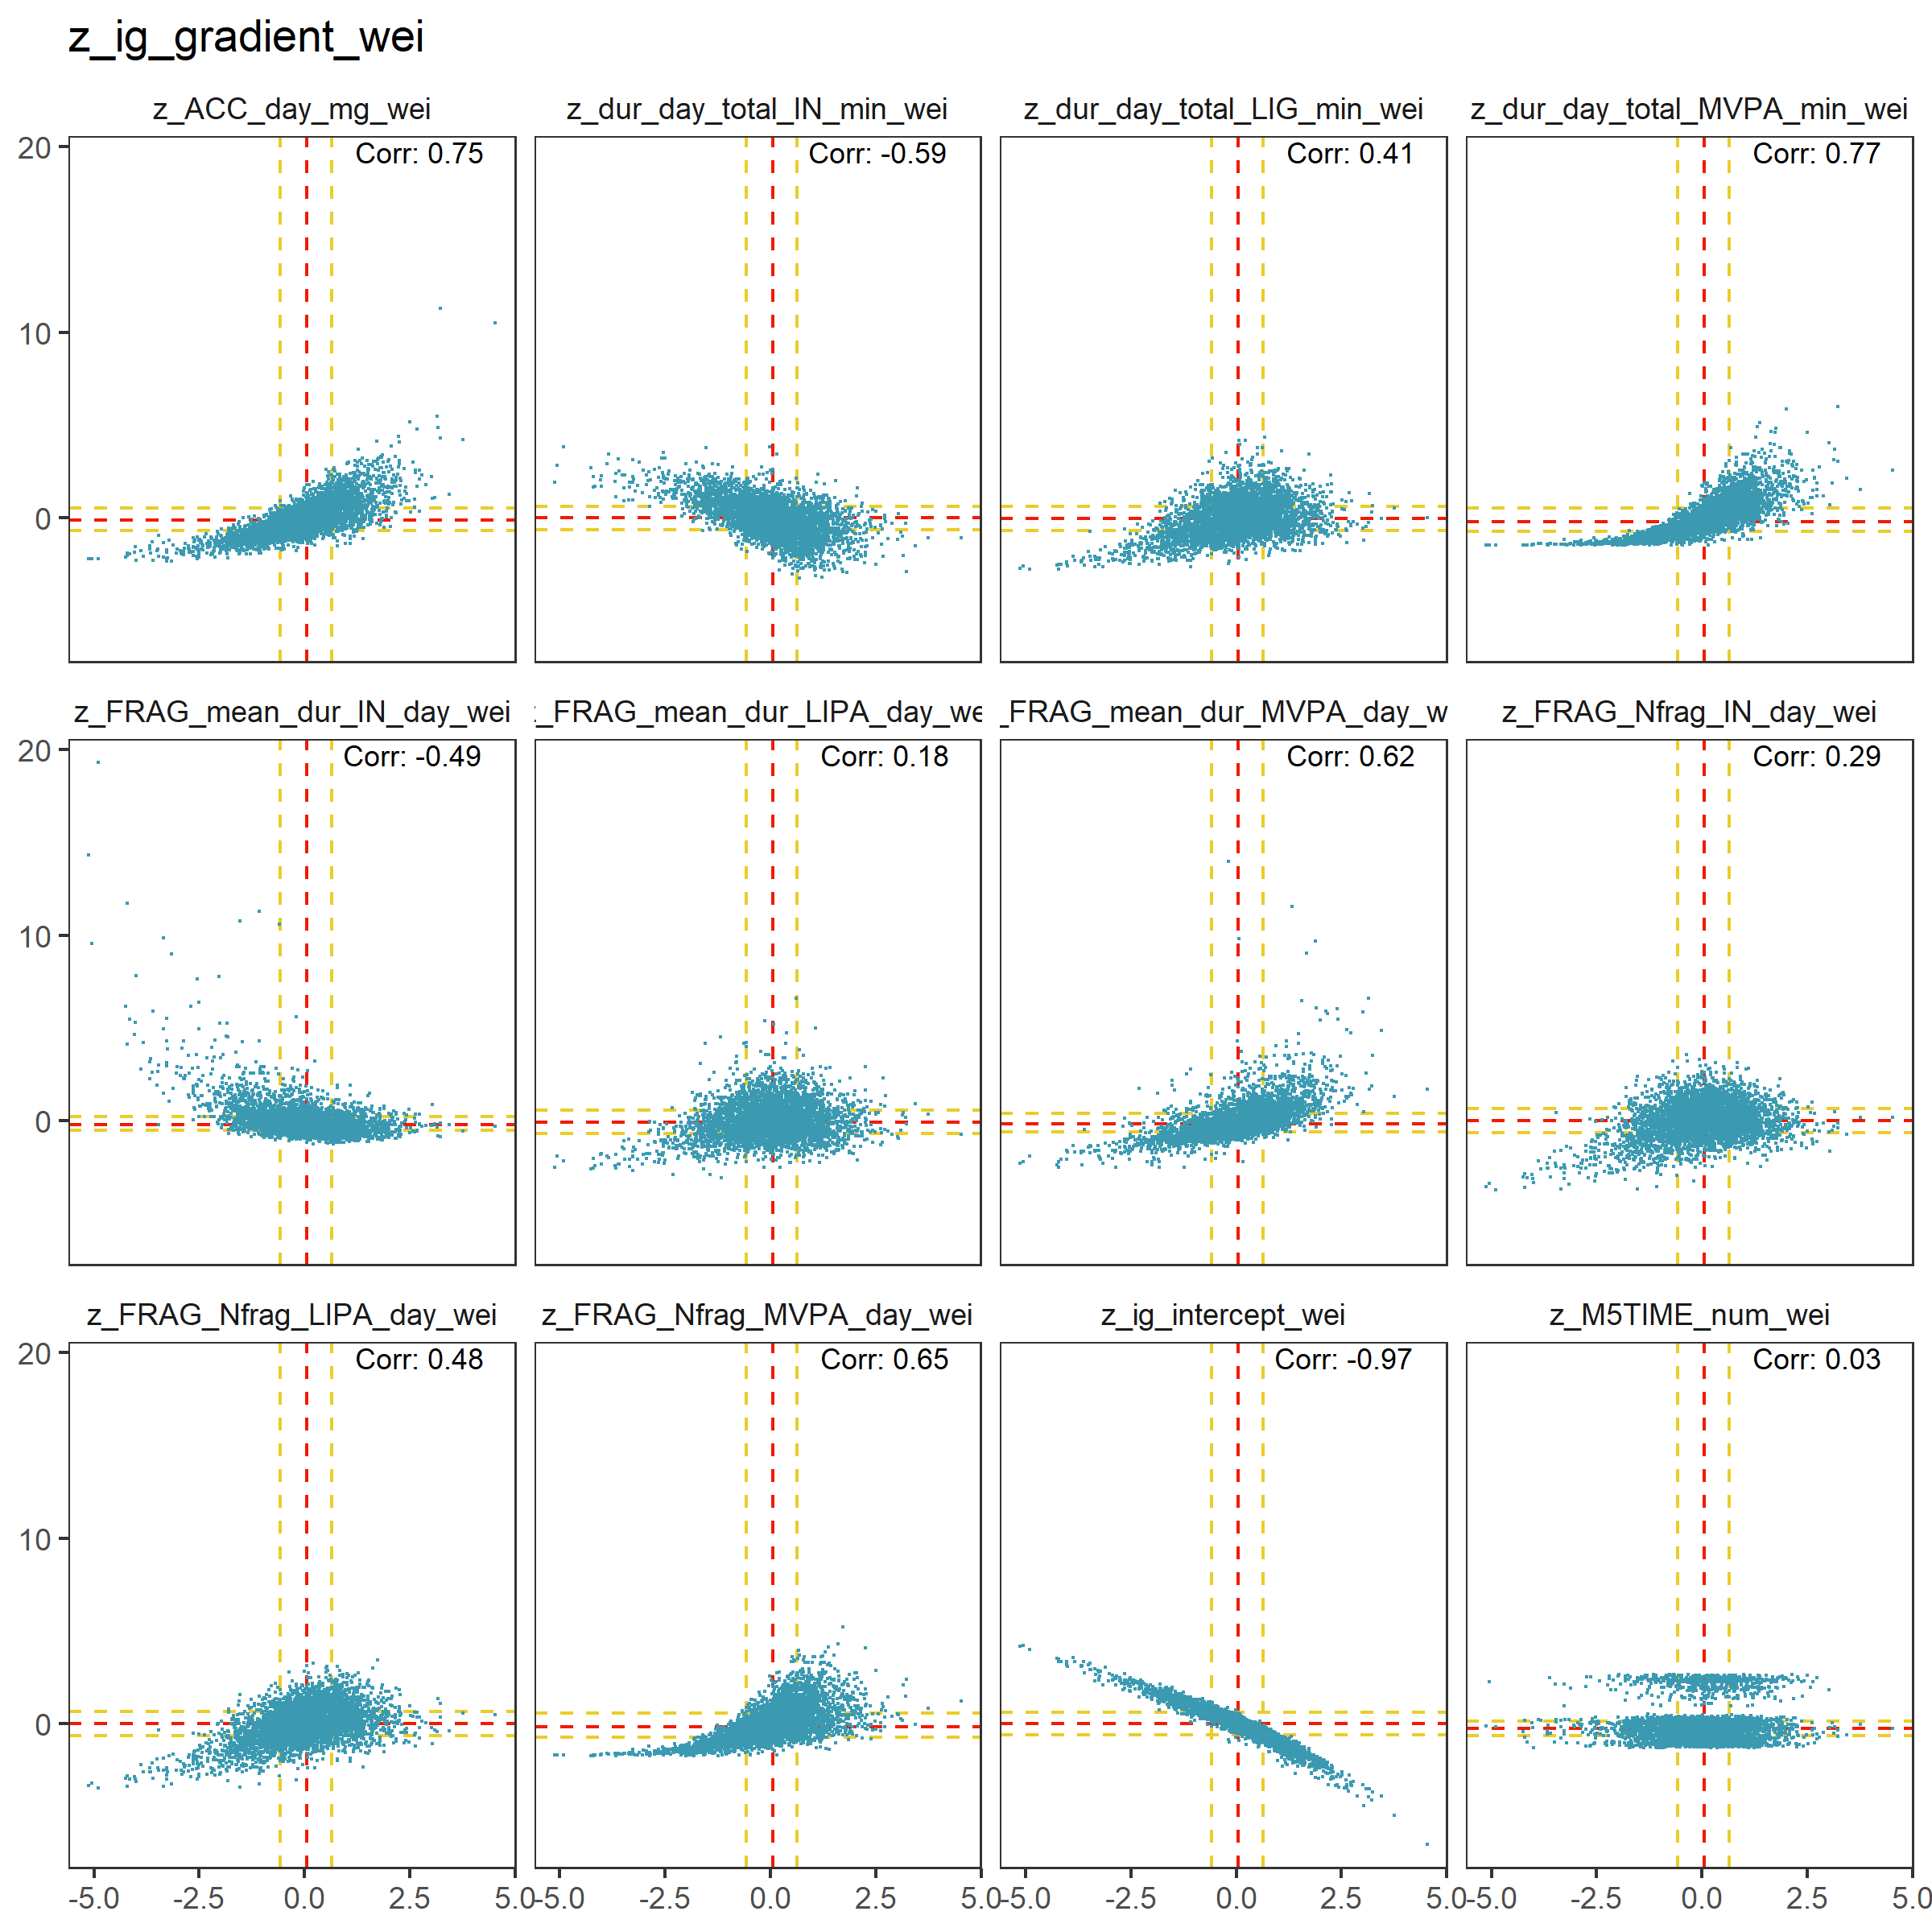 z_ig_gradient_wei
z_ACC_day_mg_wei z_dur_day_total_IN_min_wei z_dur_day_total_LIG_min_wei z_dur_day_total_MVPA_min_wei
20 Corr: 0.75 Corr: -0.59 Corr: 0.41 Corr: 0.77
10
0
z_FRAG_mean_dur_IN_day_wei _FRAG_mean_dur_LIPA_day_we _FRAG_mean_dur_MVPA_day_w z_FRAG_Nfrag_IN_day_wei
20 Corr: -0.49 Corr: 0.18 Corr: 0.62 Corr: 0.29
10
0
z_FRAG_Nfrag_LIPA_day_wei z_FRAG_Nfrag_MVPA_day_wei z_ig_intercept_wei z_M5TIME_num_wei
20 Corr: 0.48 Corr: 0.65 Corr: -0.97 Corr: 0.03
10
0
-5.0 -2.5 0.0 2.5 5.0 -5.0 -2.5 0.0 2.5 5.0 -5.0 -2.5 0.0 2.5 5.0 -5.0 -2.5 0.0 2.5 5.0